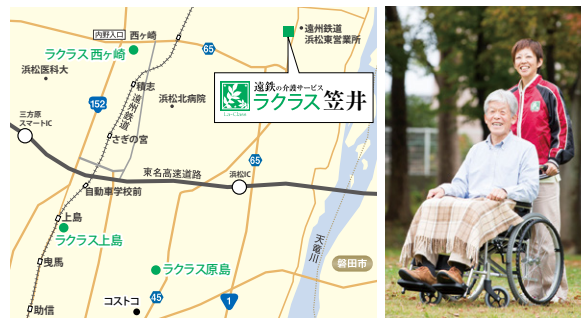 内野入口
西ヶ崎
ラクラス 西ヶ崎
65
遠州鉄道
浜松東営業所
浜松医科大
積志
152
遠州鉄道
浜松北病院
遠鉄の介護サービス
ラクラス 笠井
La-Class
三方原
スマートIC
さぎの宮
65
東名高速道路
浜松IC
自動車学校前
上島
ラクラス上島
天竜川
曳馬
ラクラス原島
磐田市
45
1
コストコ
助信